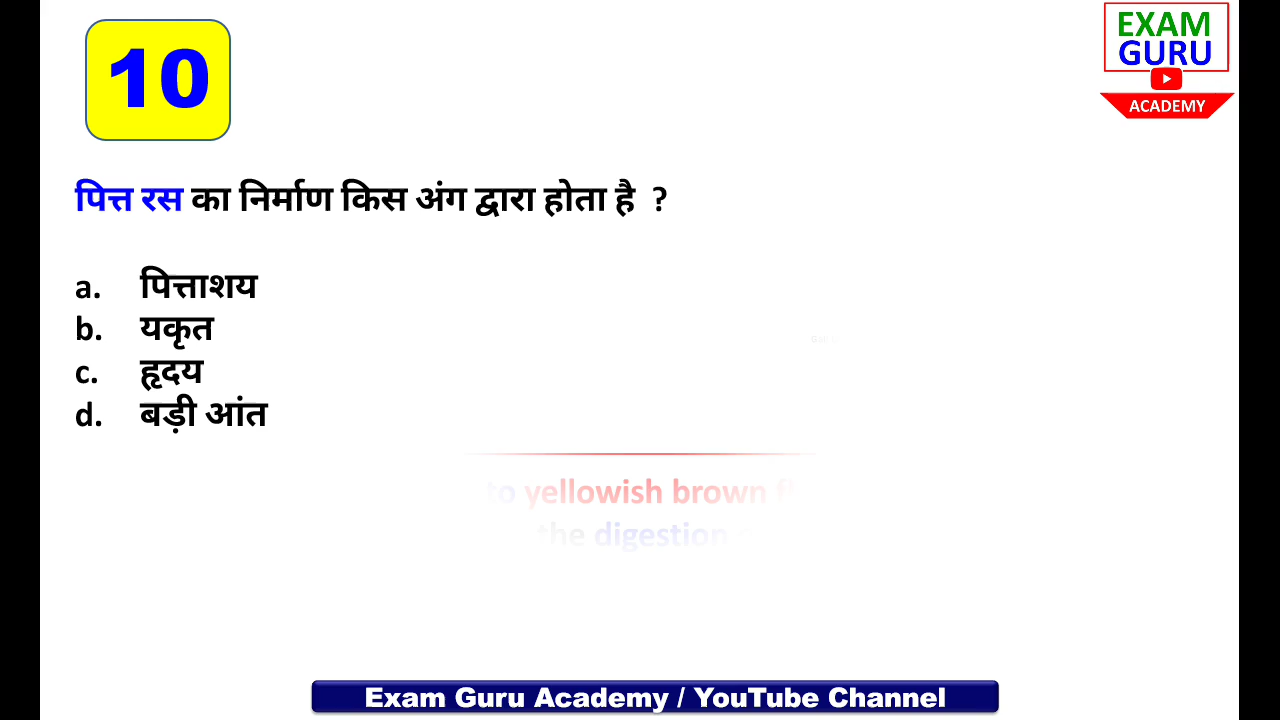 10
EXAM
GURU
ACADEMY
पित्त रस का निर्माण किस अंग द्वारा होता है ?
a. पित्ताशय
b. यकृत
c. हृदय
d. बड़ी आंत
to yellowish brown
the digestion
Exam Guru Academy / YouTube Channel